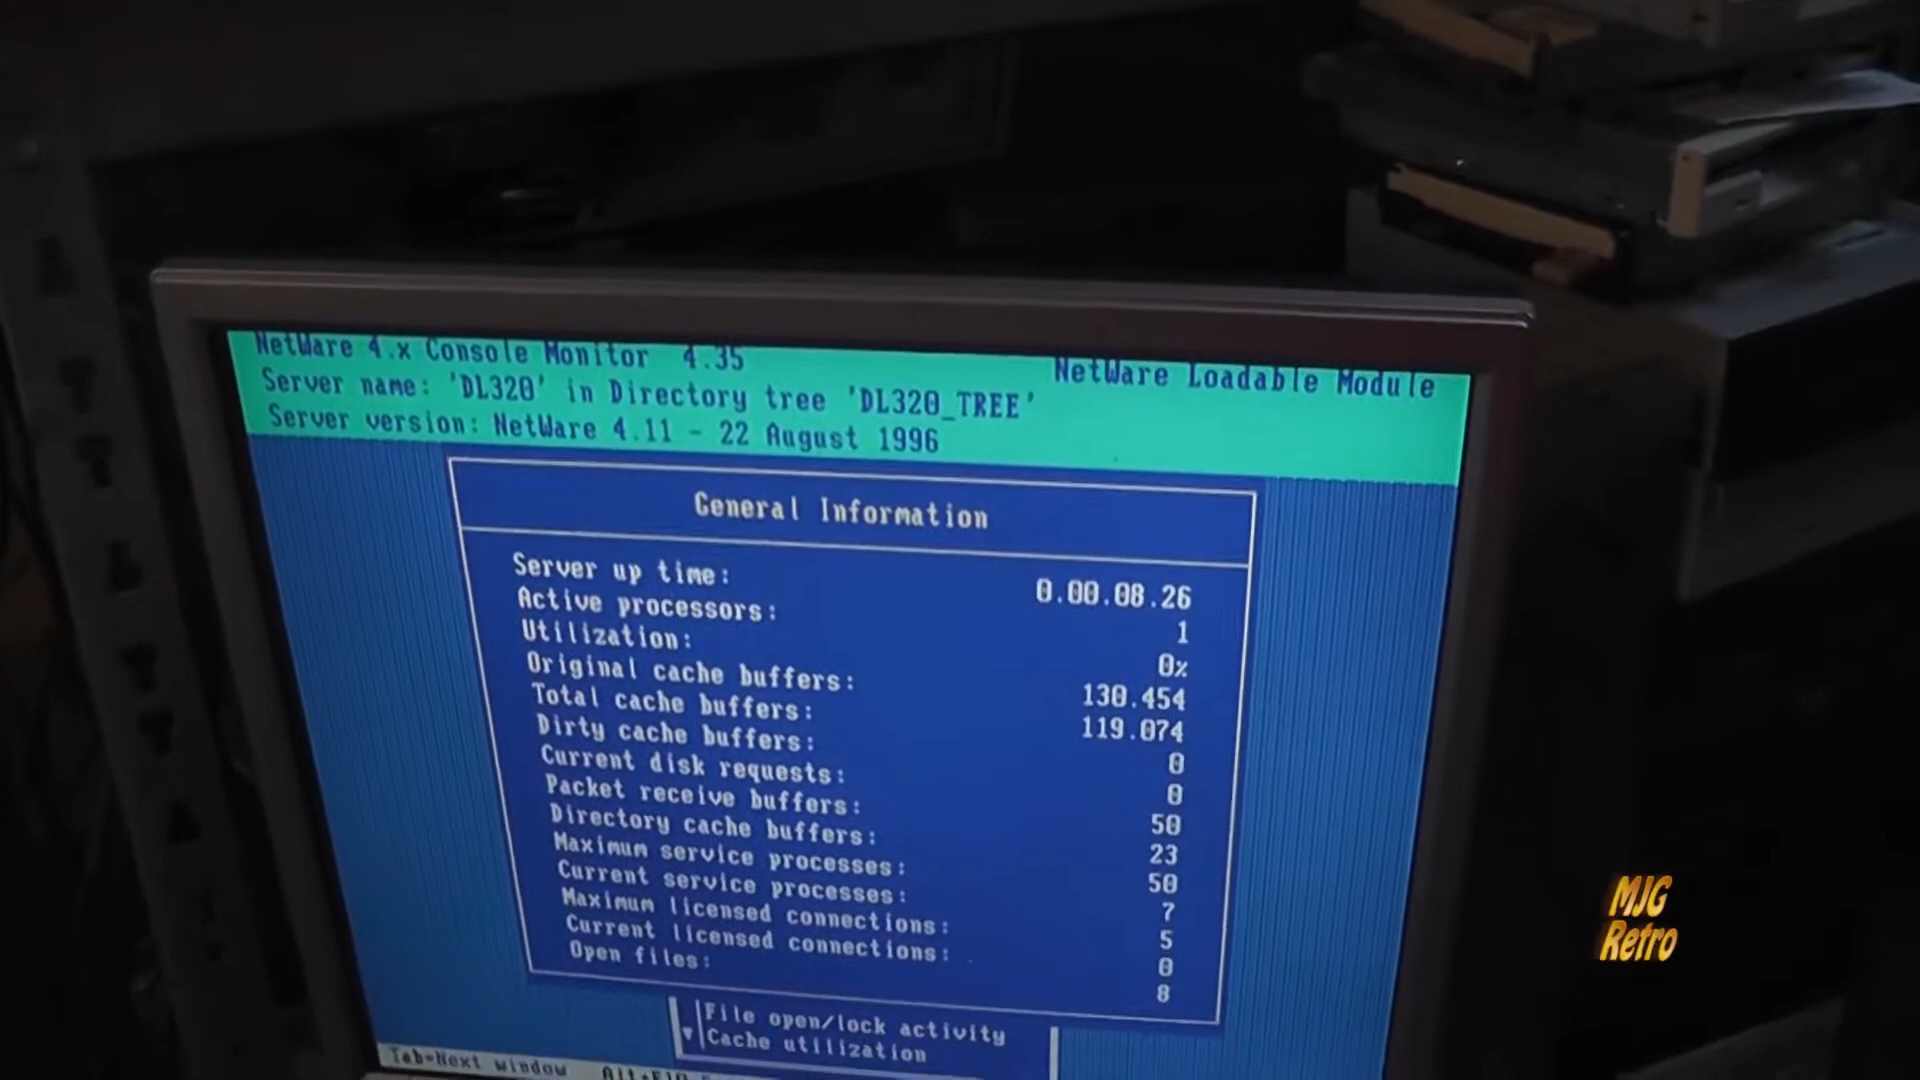 NetWare 4.x Console Monitor 4.35 NetWare Loadable Module
Server name: 'DL320' in Directory tree 'DL320_TREE'
Server version: NetWare 4.11 - 22 August 1996
General Information
Server up time: 0.00.08.26
Active processors: 1
Utilization: 0%
Original cache buffers: 130.454
Total cache buffers: 119.074
Dirty cache buffers: 0
Current disk requests: 0
Packet receive buffers: 50
Directory cache buffers: 23
Maximum service processes: 50
Current service processes: 7
Maximum licensed connections: 5
Current licensed connections: 0
Open files: 8
File open/lock activity
Cache utilization
Tab=Next window
MJG
Retro